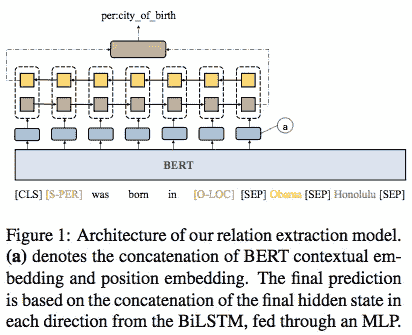 per:city_of_birth
a
BERT
[CLS] [S-PER] was born in [O-LOC] [SEP] Obama [SEP] Honolulu [SEP]
Figure 1: Architecture of our relation extraction model.
(a) denotes the concatenation of BERT contextual em-
bedding and position embedding. The final prediction
is based on the concatenation of the final hidden state in
each direction from the BiLSTM, fed through an MLP.